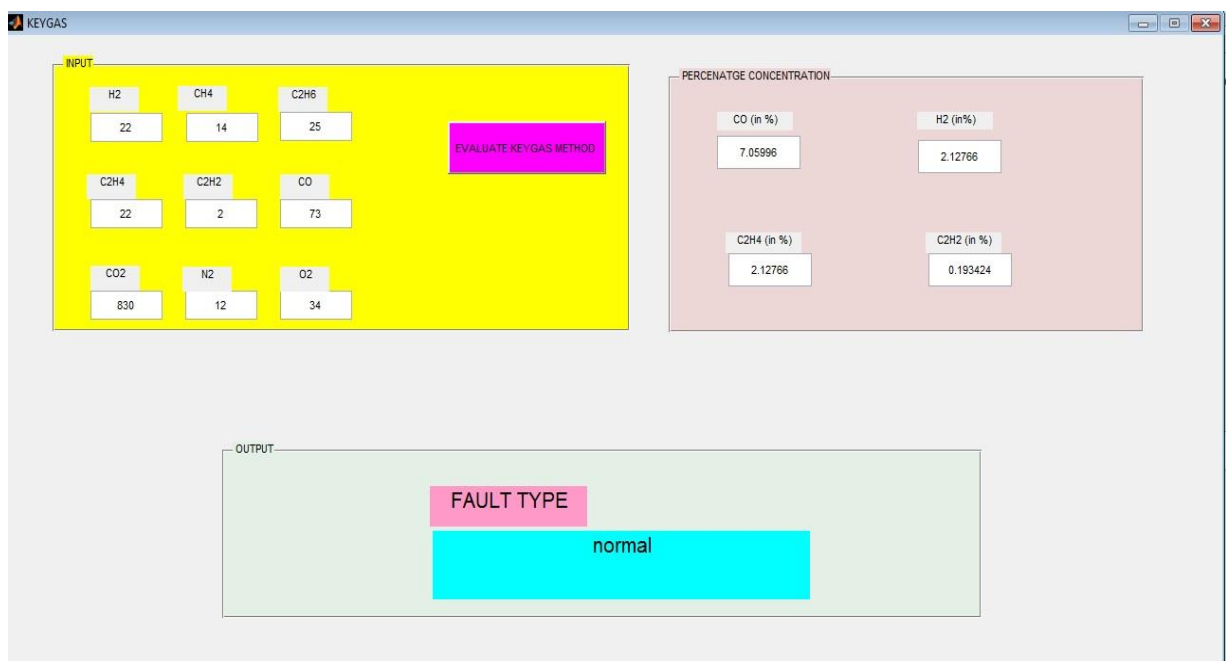 KEYGAS
INPUT
H2 CH4 C2H6
22 14 25
EVALUATE KEYGAS METHOD
C2H4 C2H2 CO
22 2 73
CO2 N2 O2
830 12 34
PERCENATGE CONCENTRATION
CO (in %) H2 (in%)
7.05996 2.12766
C2H4 (in %) C2H2 (in %)
2.12766 0.193424
OUTPUT
FAULT TYPE
normal